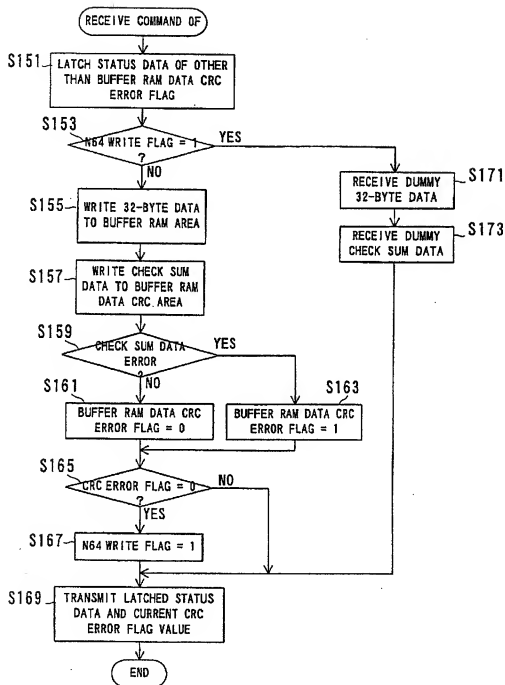 RECEIVE COMMAND OF
S151
LATCH STATUS DATA OF OTHER
THAN BUFFER RAM DATA CRC
ERROR FLAG
S153
N64 WRITE FLAG = 1
?
YES
NO
S171
RECEIVE DUMMY
32-BYTE DATA
S155
WRITE 32-BYTE DATA
TO BUFFER RAM AREA
S173
RECEIVE DUMMY
CHECK SUM DATA
S157
WRITE CHECK SUM
DATA TO BUFFER RAM
DATA CRC AREA
S159
CHECK SUM DATA
ERROR
?
YES
NO
S161
BUFFER RAM DATA CRC
ERROR FLAG = 0
S163
BUFFER RAM DATA CRC
ERROR FLAG = 1
S165
CRC ERROR FLAG = 0
?
NO
YES
S167
N64 WRITE FLAG = 1
S169
TRANSMIT LATCHED STATUS
DATA AND CURRENT CRC
ERROR FLAG VALUE
END